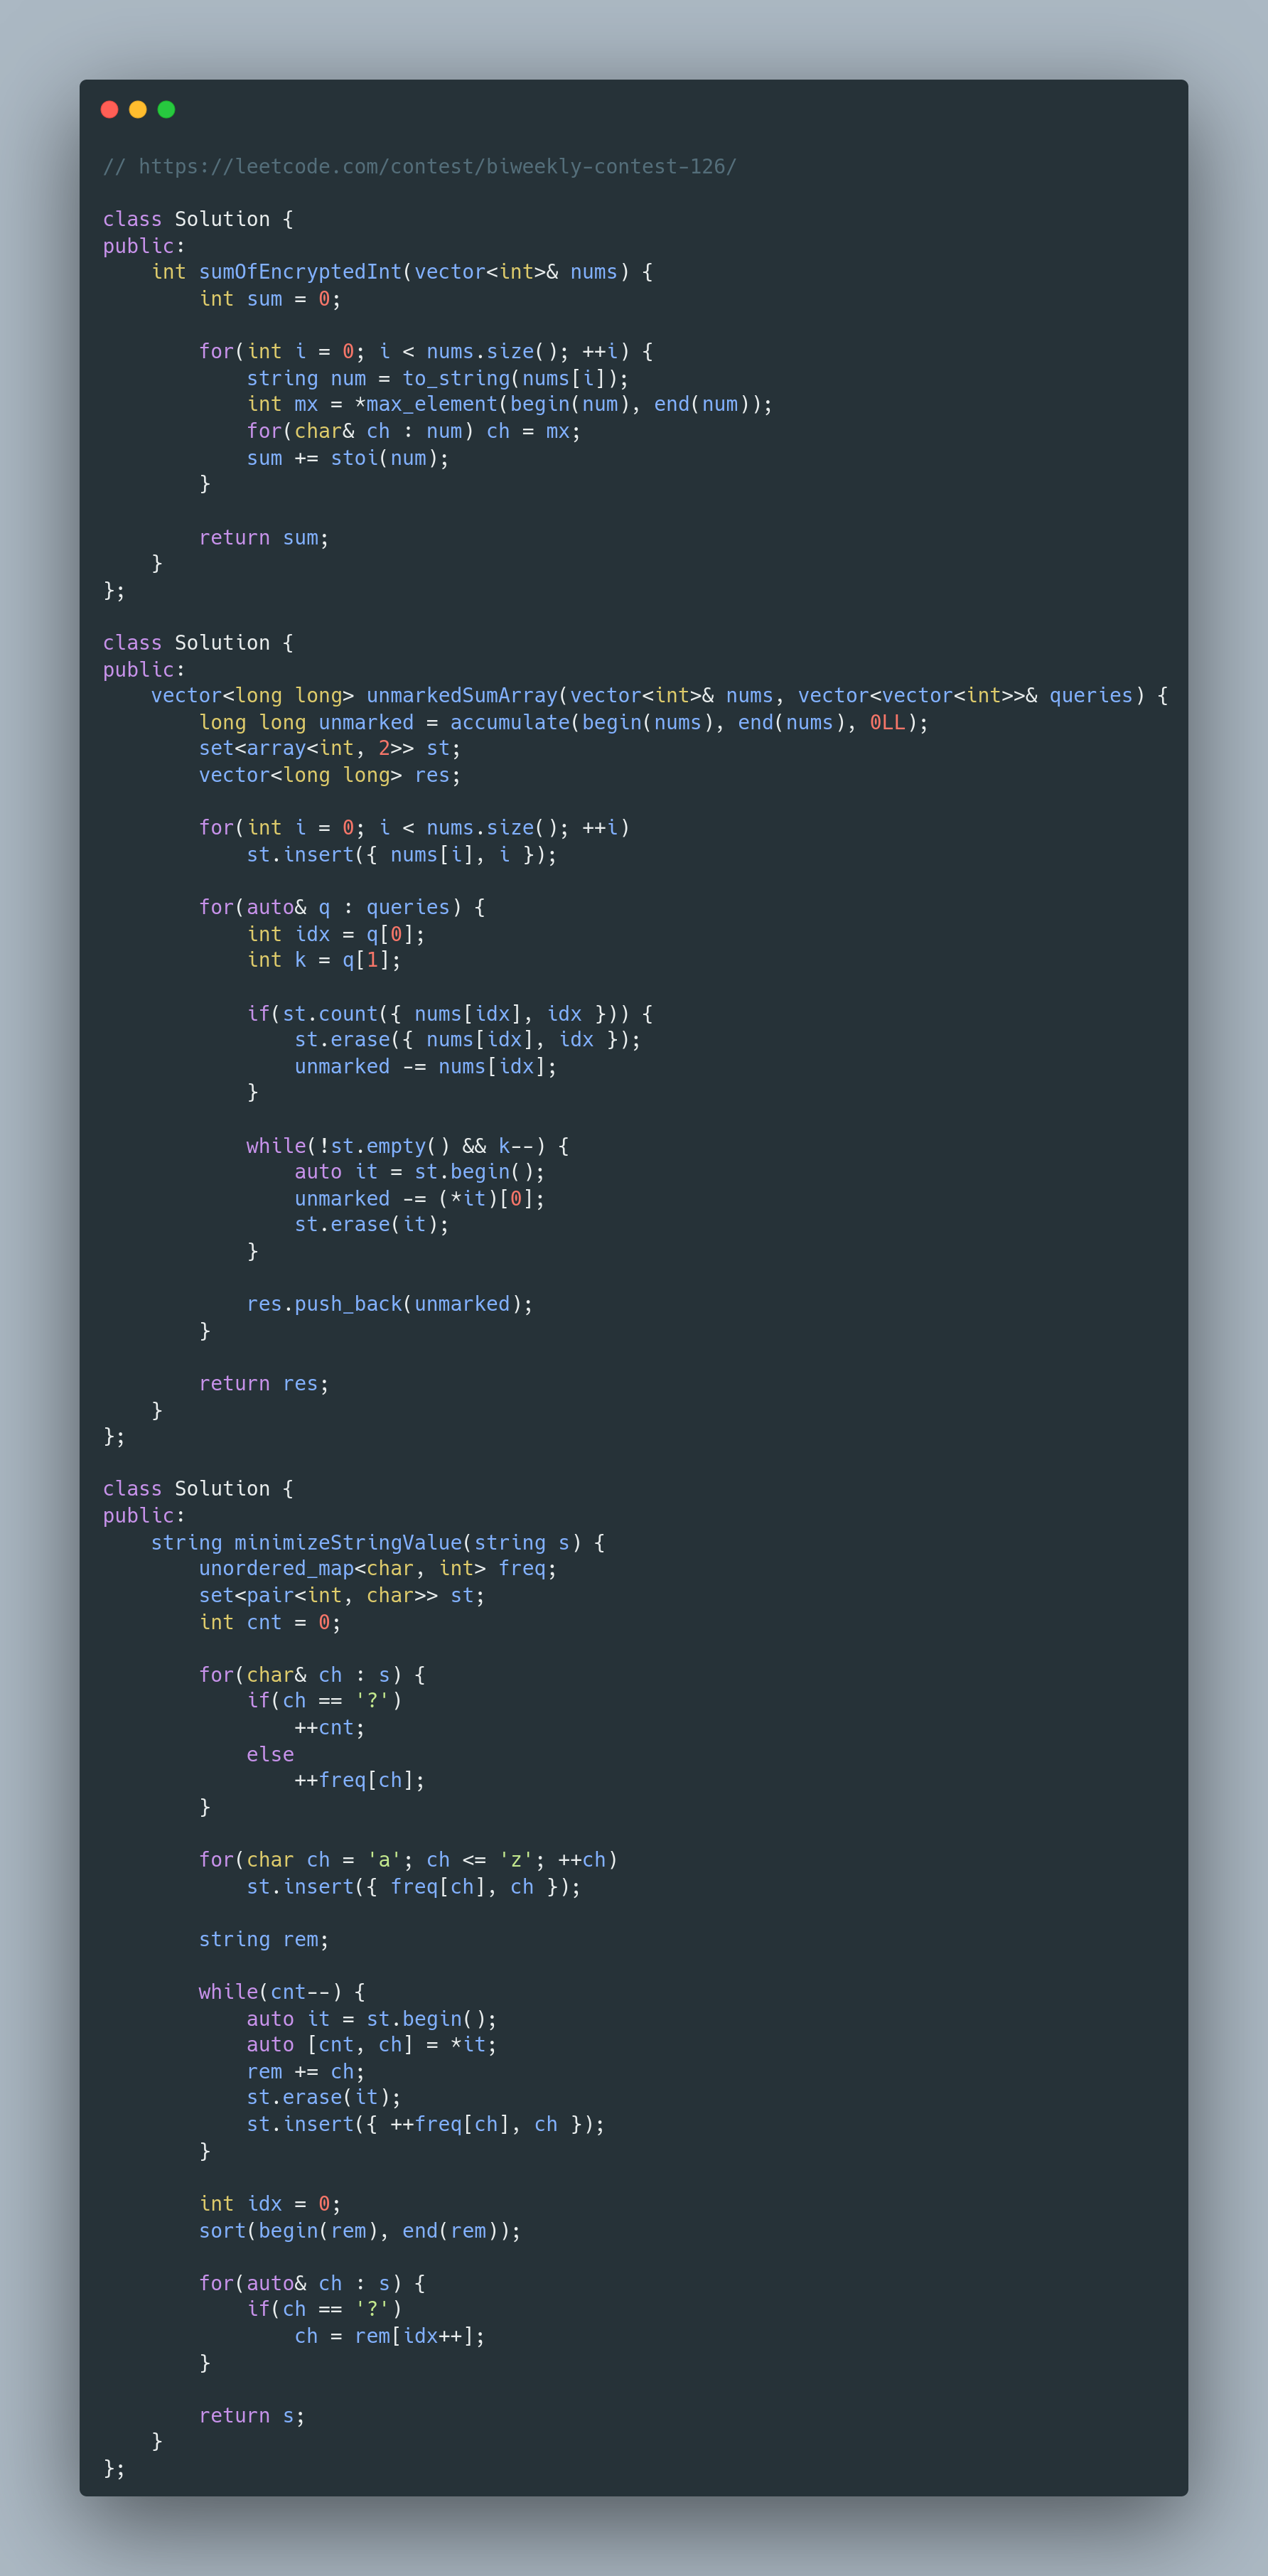 // https://leetcode.com/contest/biweekly-contest-126/

class Solution {
public:
    int sumOfEncryptedInt(vector<int>& nums) {
        int sum = 0;

        for(int i = 0; i < nums.size(); ++i) {
            string num = to_string(nums[i]);
            int mx = *max_element(begin(num), end(num));
            for(char& ch : num) ch = mx;
            sum += stoi(num);
        }

        return sum;
    }
};

class Solution {
public:
    vector<long long> unmarkedSumArray(vector<int>& nums, vector<vector<int>>& queries) {
        long long unmarked = accumulate(begin(nums), end(nums), 0LL);
        set<array<int, 2>> st;
        vector<long long> res;

        for(int i = 0; i < nums.size(); ++i)
            st.insert({ nums[i], i });

        for(auto& q : queries) {
            int idx = q[0];
            int k = q[1];

            if(st.count({ nums[idx], idx })) {
                st.erase({ nums[idx], idx });
                unmarked -= nums[idx];
            }

            while(!st.empty() && k--) {
                auto it = st.begin();
                unmarked -= (*it)[0];
                st.erase(it);
            }

            res.push_back(unmarked);
        }

        return res;
    }
};

class Solution {
public:
    string minimizeStringValue(string s) {
        unordered_map<char, int> freq;
        set<pair<int, char>> st;
        int cnt = 0;

        for(char& ch : s) {
            if(ch == '?')
                ++cnt;
            else
                ++freq[ch];
        }

        for(char ch = 'a'; ch <= 'z'; ++ch)
            st.insert({ freq[ch], ch });

        string rem;

        while(cnt--) {
            auto it = st.begin();
            auto [cnt, ch] = *it;
            rem += ch;
            st.erase(it);
            st.insert({ ++freq[ch], ch });
        }

        int idx = 0;
        sort(begin(rem), end(rem));

        for(auto& ch : s) {
            if(ch == '?')
                ch = rem[idx++];
        }

        return s;
    }
};